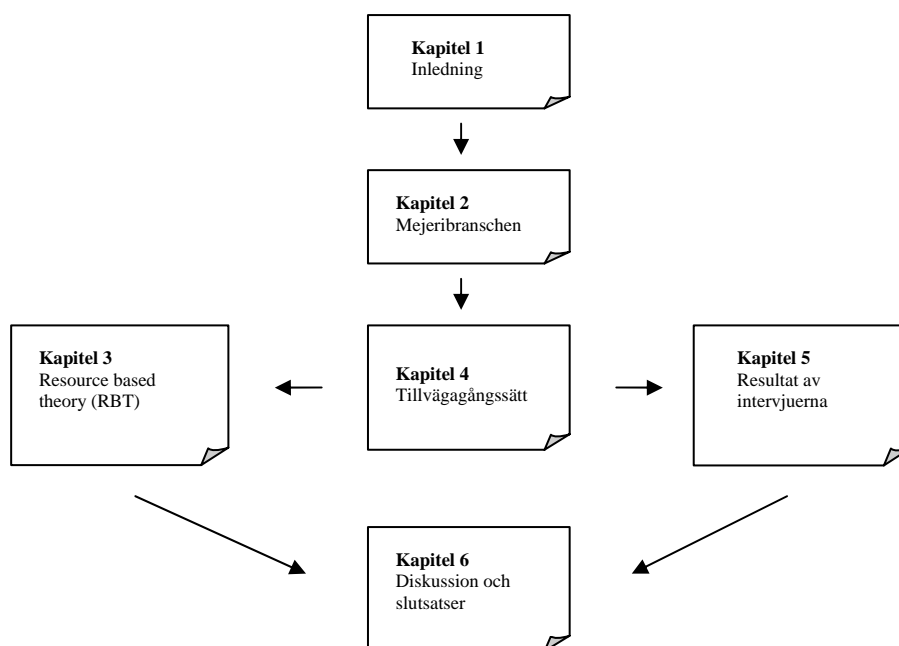 Kapitel 1
Inledning
Kapitel 2
Mejeribranschen
Kapitel 3
Resource based
theory (RBT)
Kapitel 4
Tillvägagångssätt
Kapitel 5
Resultat av
intervjuerna
Kapitel 6
Diskussion och
slutsatser